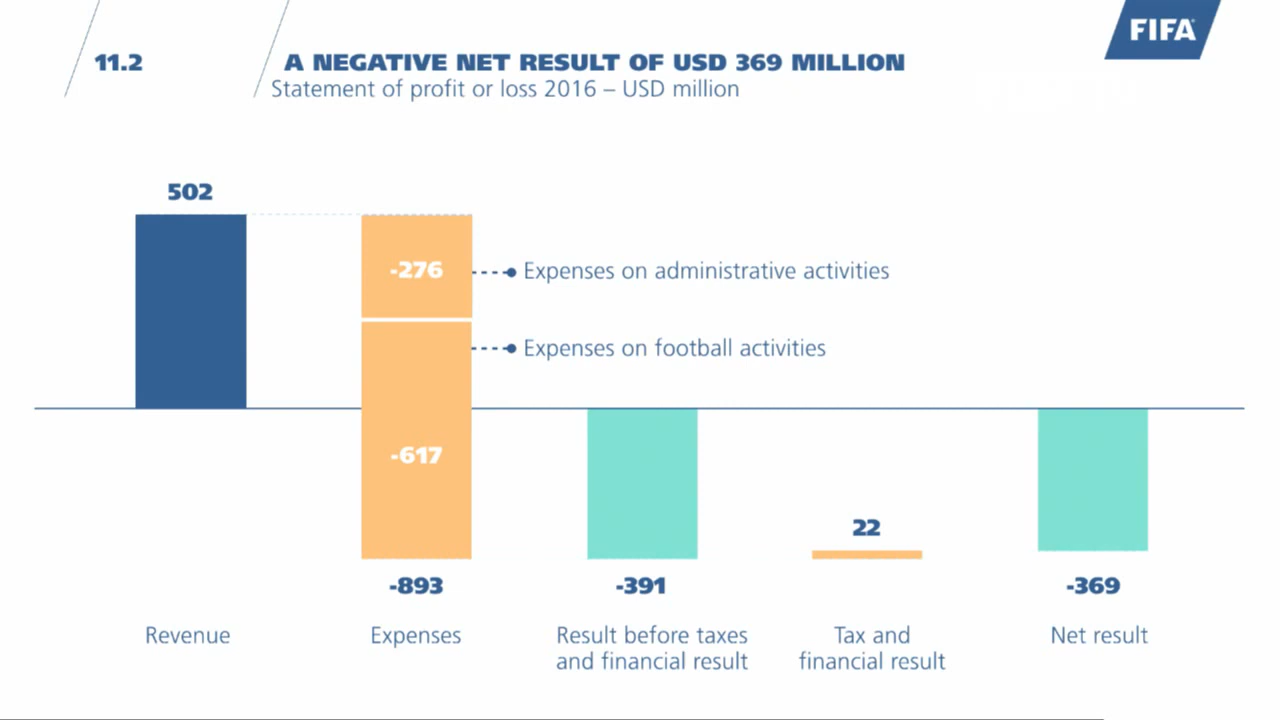 FIFA
11.2
A NEGATIVE NET RESULT OF USD 369 MILLION
Statement of profit or loss 2016 – USD million
502
-276
Expenses on administrative activities
Expenses on football activities
-617
22
-893
-391
-369
Revenue
Expenses
Result before taxes
and financial result
Tax and
financial result
Net result